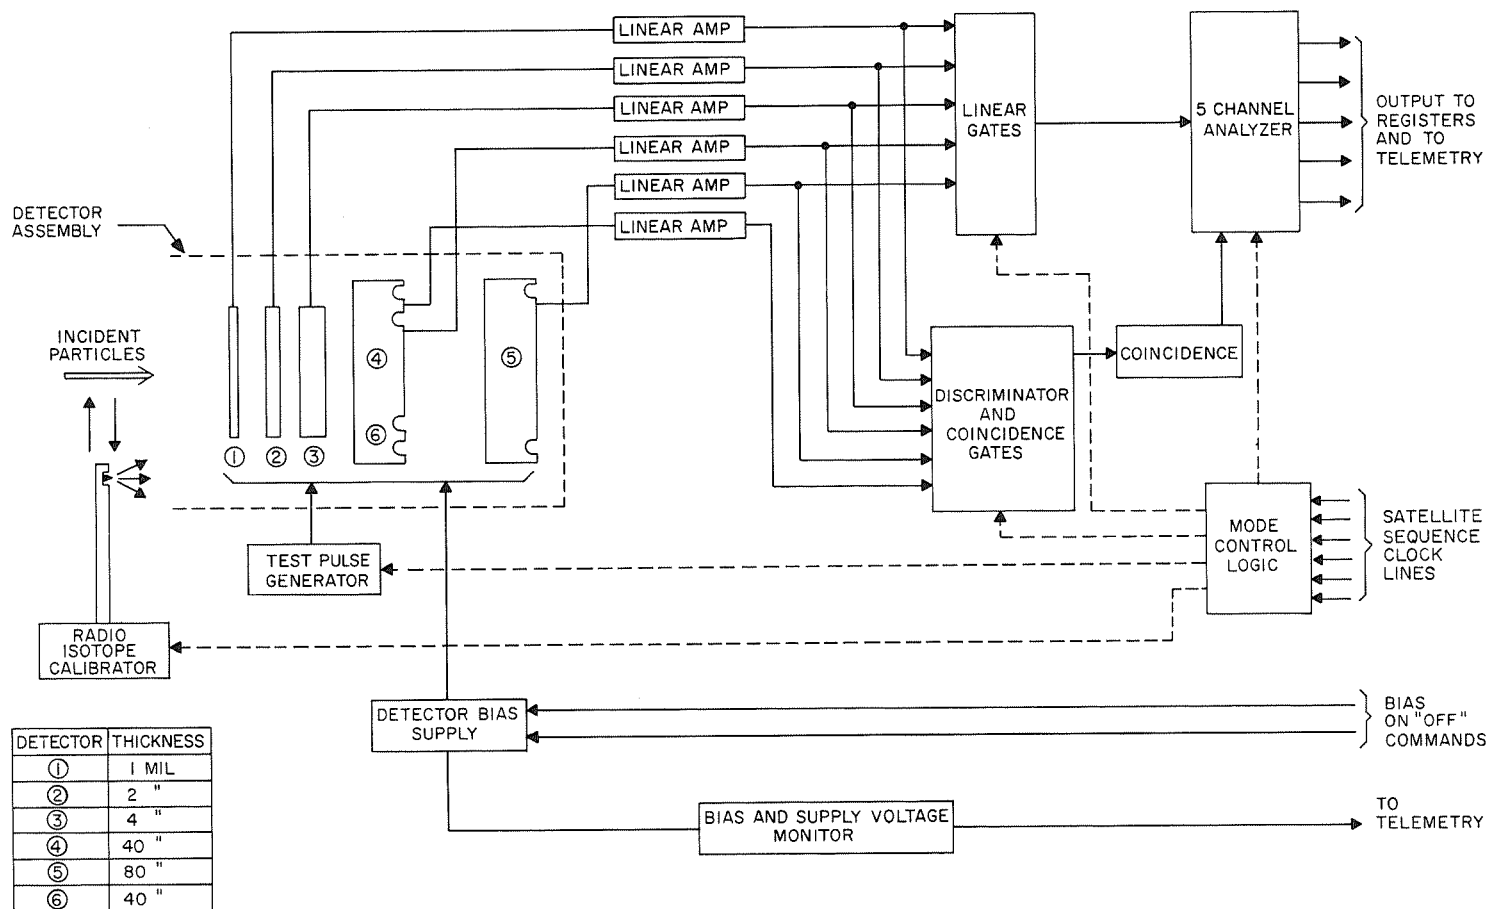 LINEAR AMP
LINEAR AMP
LINEAR AMP
LINEAR AMP
LINEAR AMP
LINEAR AMP
LINEAR
GATES
5 CHANNEL
ANALYZER
OUTPUT TO
REGISTERS
AND TO
TELEMETRY
DETECTOR
ASSEMBLY
INCIDENT
PARTICLES
④
⑤
⑥
① ② ③
DISCRIMINATOR
AND
COINCIDENCE
GATES
COINCIDENCE
MODE
CONTROL
LOGIC
SATELLITE
SEQUENCE
CLOCK
LINES
TEST PULSE
GENERATOR
RADIO
ISOTOPE
CALIBRATOR
DETECTOR BIAS
SUPPLY
BIAS
ON "OFF"
COMMANDS
BIAS AND SUPPLY VOLTAGE
MONITOR
TO
TELEMETRY
DETECTOR THICKNESS
① 1 MIL
② 2 "
③ 4 "
④ 40 "
⑤ 80 "
⑥ 40 "